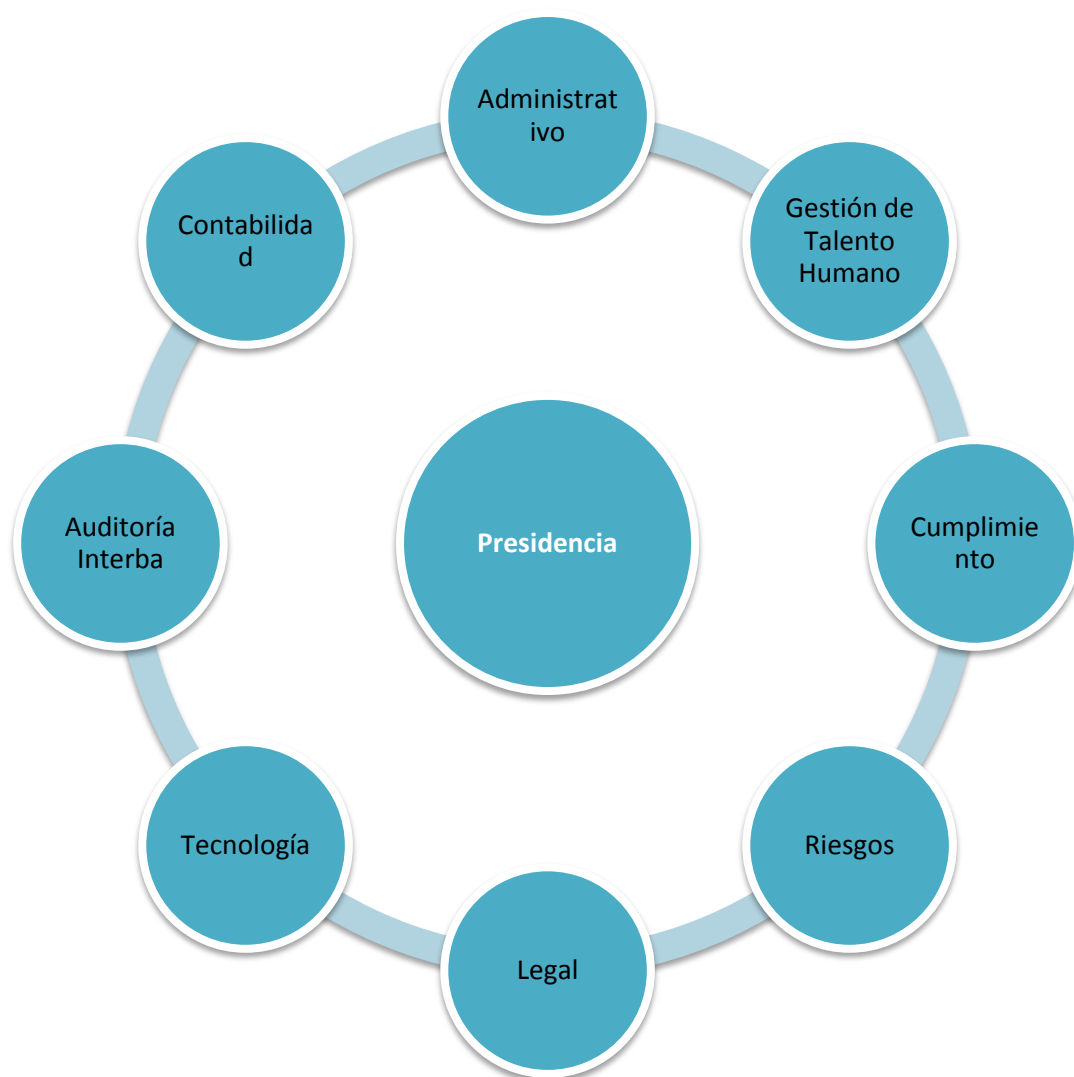 Administrat
ivo
Gestión de
Talento
Humano
Contabilida
d
Cumplimie
nto
Auditoría
Interba
Presidencia
Riesgos
Tecnología
Legal